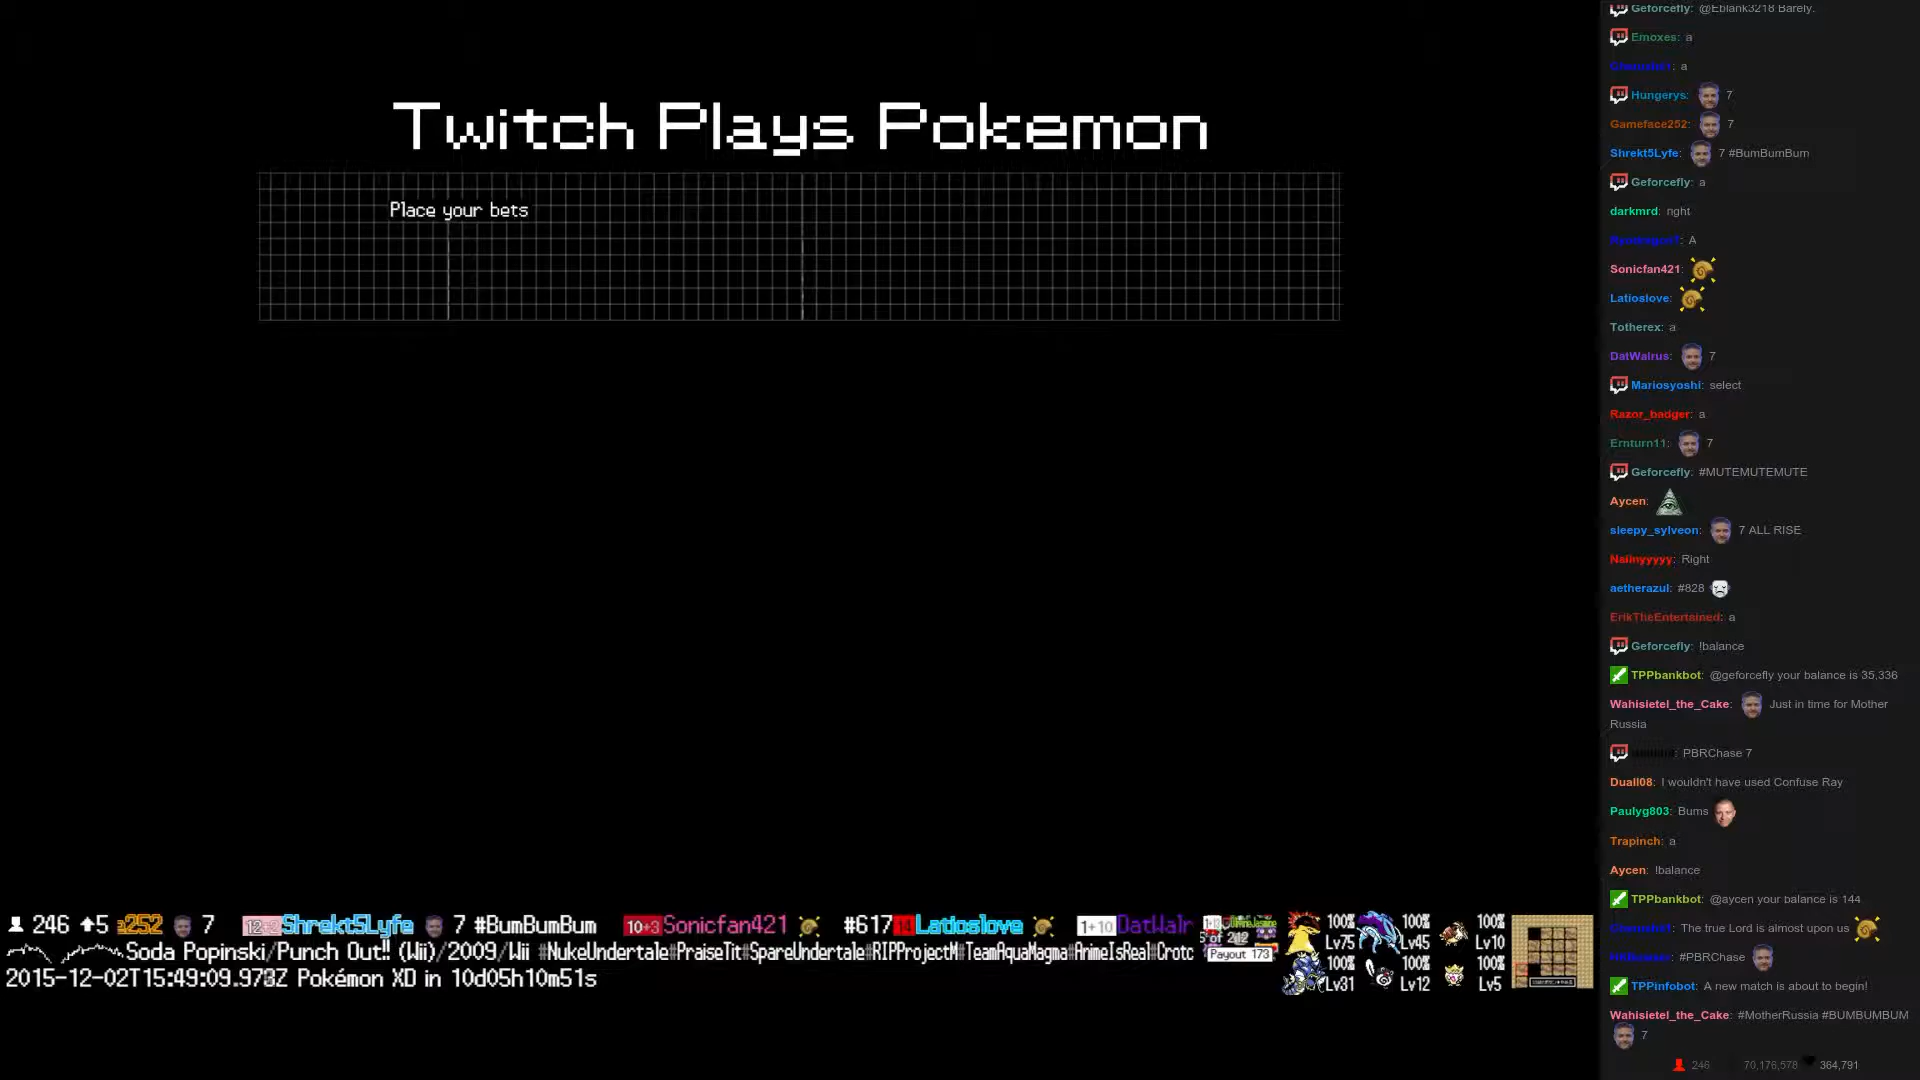 Twitch Plays Pokemon
Place your bets
246 5 252 7 12+2 Shrekt5Lyfe 7 #BumBumBum 10+3 Sonicfan421 #617 Latioslove 1+10 DatWalr
Soda Popinski/Punch Out!! (Wii)/2009/Wii #NukeUndertale#PraiseTit#SpareUndertale#RIPProjectM#TeamAquaMagma#AnimeIsReal#Crotc
2015-12-02T15:49:09.973Z Pokémon XD in 10d05h10m51s
5 of 242
Payout 173
100% 100% 100%
Lv75 Lv45 Lv10
100% 100% 100%
Lv31 Lv12 Lv5
Geforcefly: @Eblank3218 Barely.
Emoxes: a
: a
Hungerys: 7
Gameface252: 7
Shrekt5Lyfe: 7 #BumBumBum
Geforcefly: a
darkmrd: right
: A
Sonicfan421:
Latioslove:
Totherex: a
DatWalrus: 7
Mariosyoshi: select
Razor_badger: a
Ernturn11: 7
Geforcefly: #MUTEMUTEMUTE
Aycen:
sleepy_sylveon: 7 ALL RISE
Nalinyyyyy: Right
aetherazul: #828
ErikTheEntertained: a
Geforcefly: !balance
TPPbankbot: @geforcefly your balance is 35,336
Wahisietel_the_Cake: Just in time for Mother
Russia
: PBRChase 7
Duall08: I wouldn't have used Confuse Ray
Paulyg803: Bums
Trapinch: a
Aycen: !balance
TPPbankbot: @aycen your balance is 144
: The true Lord is almost upon us
: #PBRChase
TPPinfobot: A new match is about to begin!
Wahisietel_the_Cake: #MotherRussia #BUMBUMBUM
7
246 70,176,578 364,791